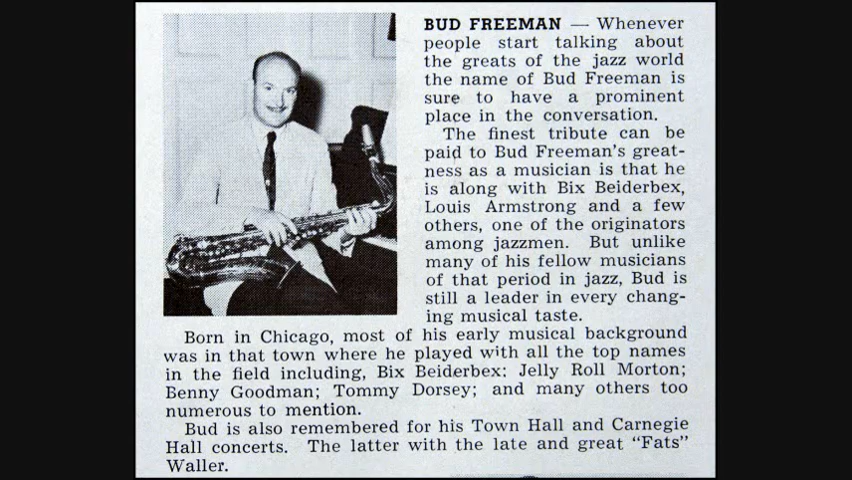 BUD FREEMAN — Whenever
people start talking about
the greats of the jazz world
the name of Bud Freeman is
sure to have a prominent
place in the conversation.
The finest tribute can be
paid to Bud Freeman's great-
ness as a musician is that he
is along with Bix Beiderbex,
Louis Armstrong and a few
others, one of the originators
among jazzmen. But unlike
many of his fellow musicians
of that period in jazz, Bud is
still a leader in every chang-
ing musical taste.
Born in Chicago, most of his early musical background
was in that town where he played with all the top names
in the field including, Bix Beiderbex; Jelly Roll Morton;
Benny Goodman; Tommy Dorsey; and many others too
numerous to mention.
Bud is also remembered for his Town Hall and Carnegie
Hall concerts. The latter with the late and great "Fats"
Waller.